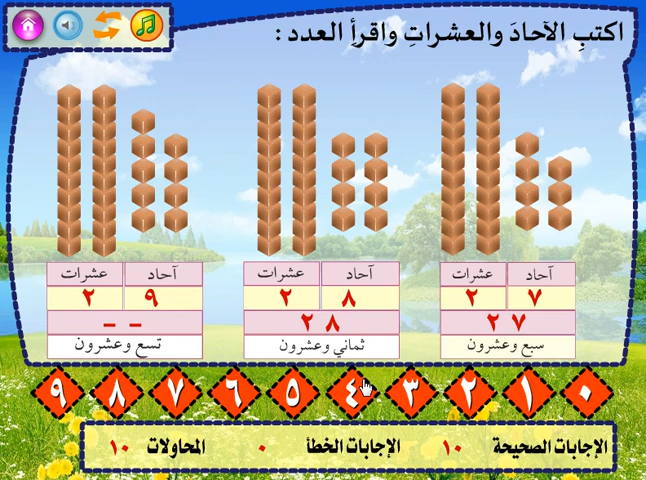 اكتبِ الآحادَ والعشراتِ واقرأ العدد :
آحاد عشرات
٧ ٢
٢٧
سبع وعشرون
آحاد عشرات
٨ ٢
٢٨
ثماني وعشرون
آحاد عشرات
٩ ٢
– –
تسع وعشرون
٩ ٨ ٧ ٦ ٥ ٤ ٣ ٢ ١ ٠
الإجابات الصحيحة ١٠ الإجابات الخطأ ٠ المحاولات ١٠